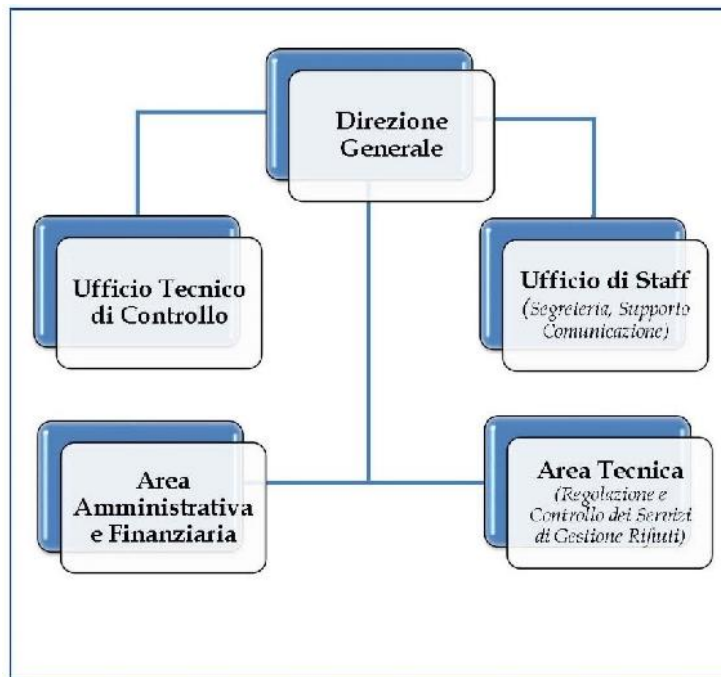 Direzione
Generale
Ufficio Tecnico
di Controllo
Ufficio di Staff
(Segreteria, Supporto
Comunicazione)
Area
Amministrativa
e Finanziaria
Area Tecnica
(Regolazione e
Controllo dei Servizi
di Gestione Rifiuti)